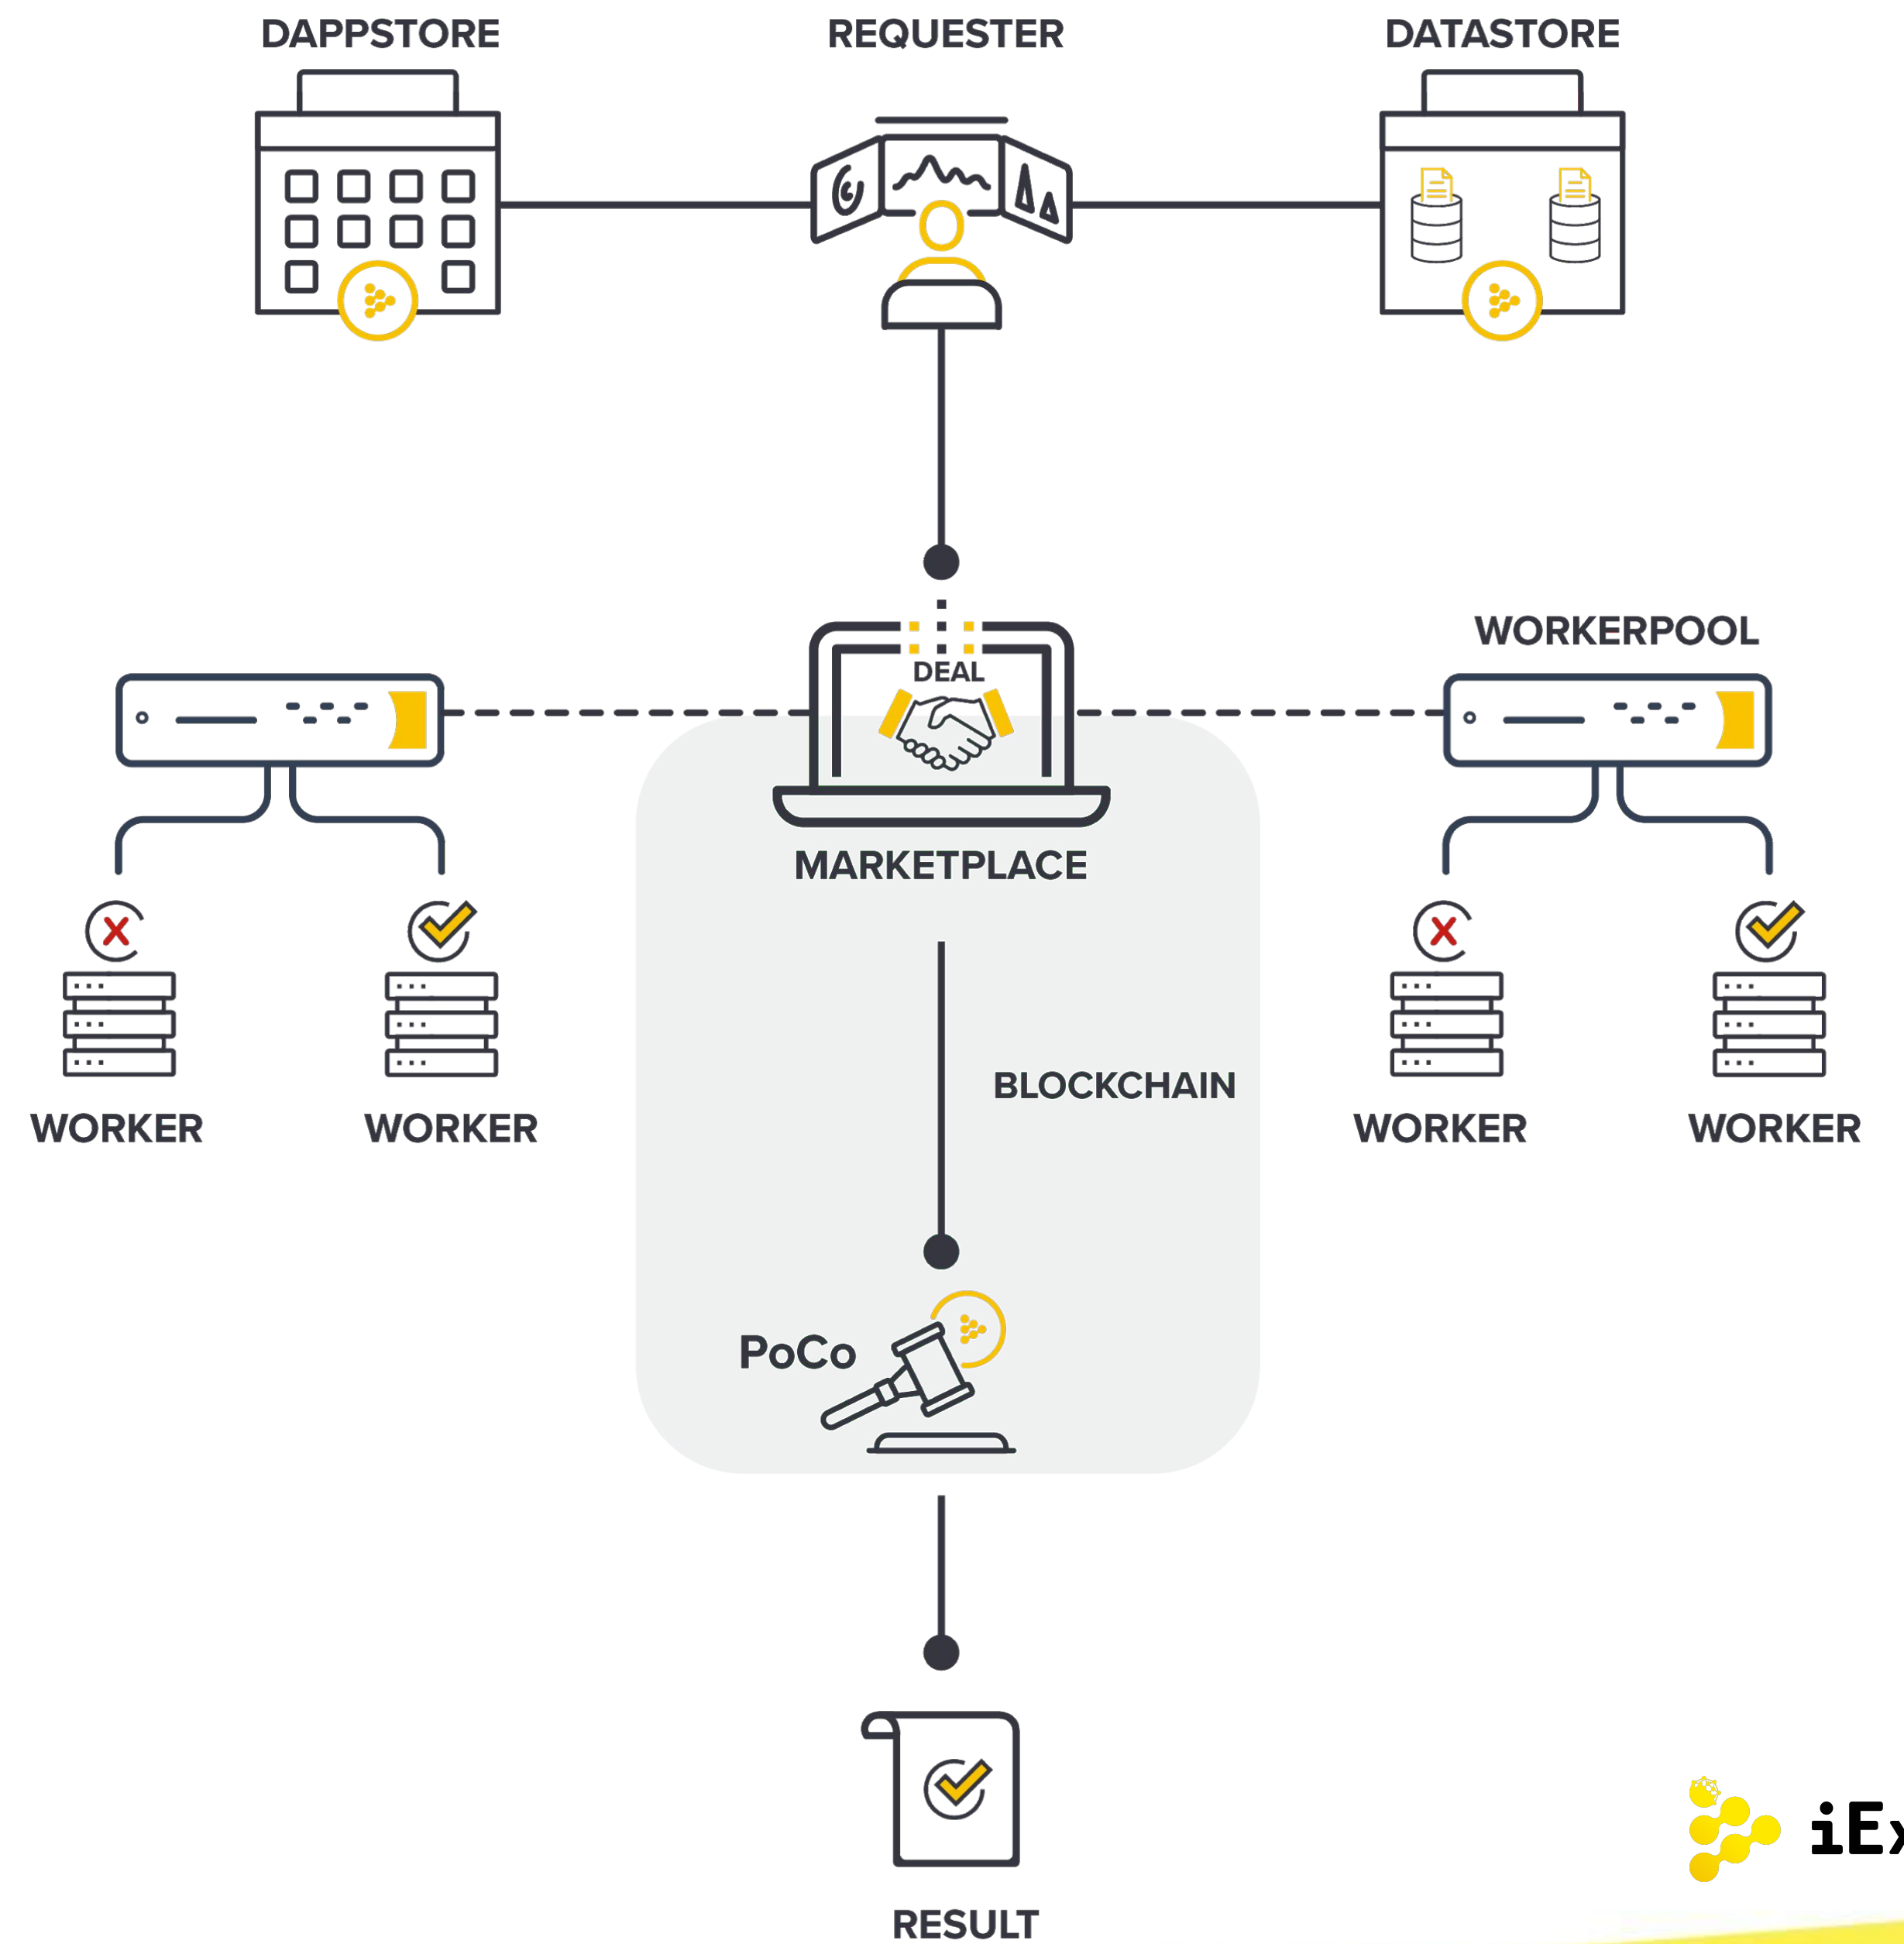 DAPPSTORE
REQUESTER
DATASTORE
WORKERPOOL
DEAL
MARKETPLACE
WORKER
WORKER
BLOCKCHAIN
WORKER
WORKER
PoCo
RESULT